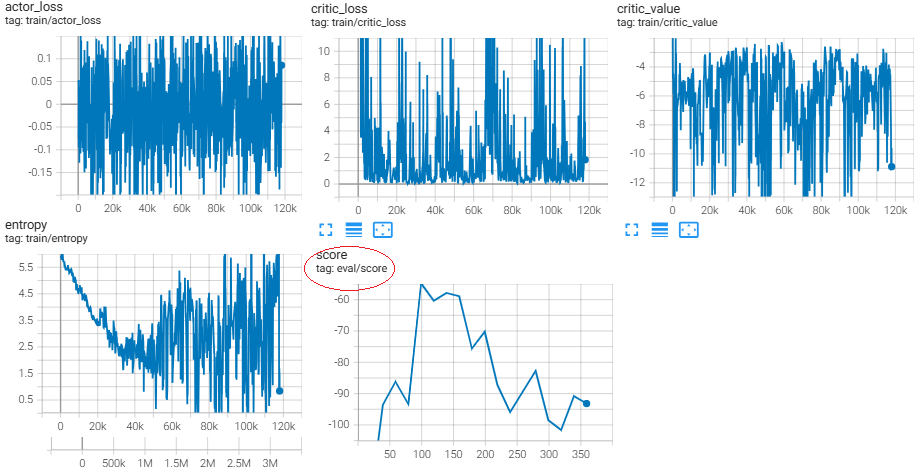 actor_loss
tag: train/actor_loss
0.1
0.05
0
-0.05
-0.1
-0.15
0 20k 40k 60k 80k 100k 120k
critic_loss
tag: train/critic_loss
10
8
6
4
2
0
0 20k 40k 60k 80k 100k 120k
critic_value
tag: train/critic_value
-4
-6
-8
-10
-12
0 20k 40k 60k 80k 100k 120k
entropy
tag: train/entropy
5.5
4.5
3.5
2.5
1.5
0.5
0 20k 40k 60k 80k 100k 120k
0 500k 1M 1.5M 2M 2.5M 3M
score
tag: eval/score
-60
-70
-80
-90
-100
50 100 150 200 250 300 350